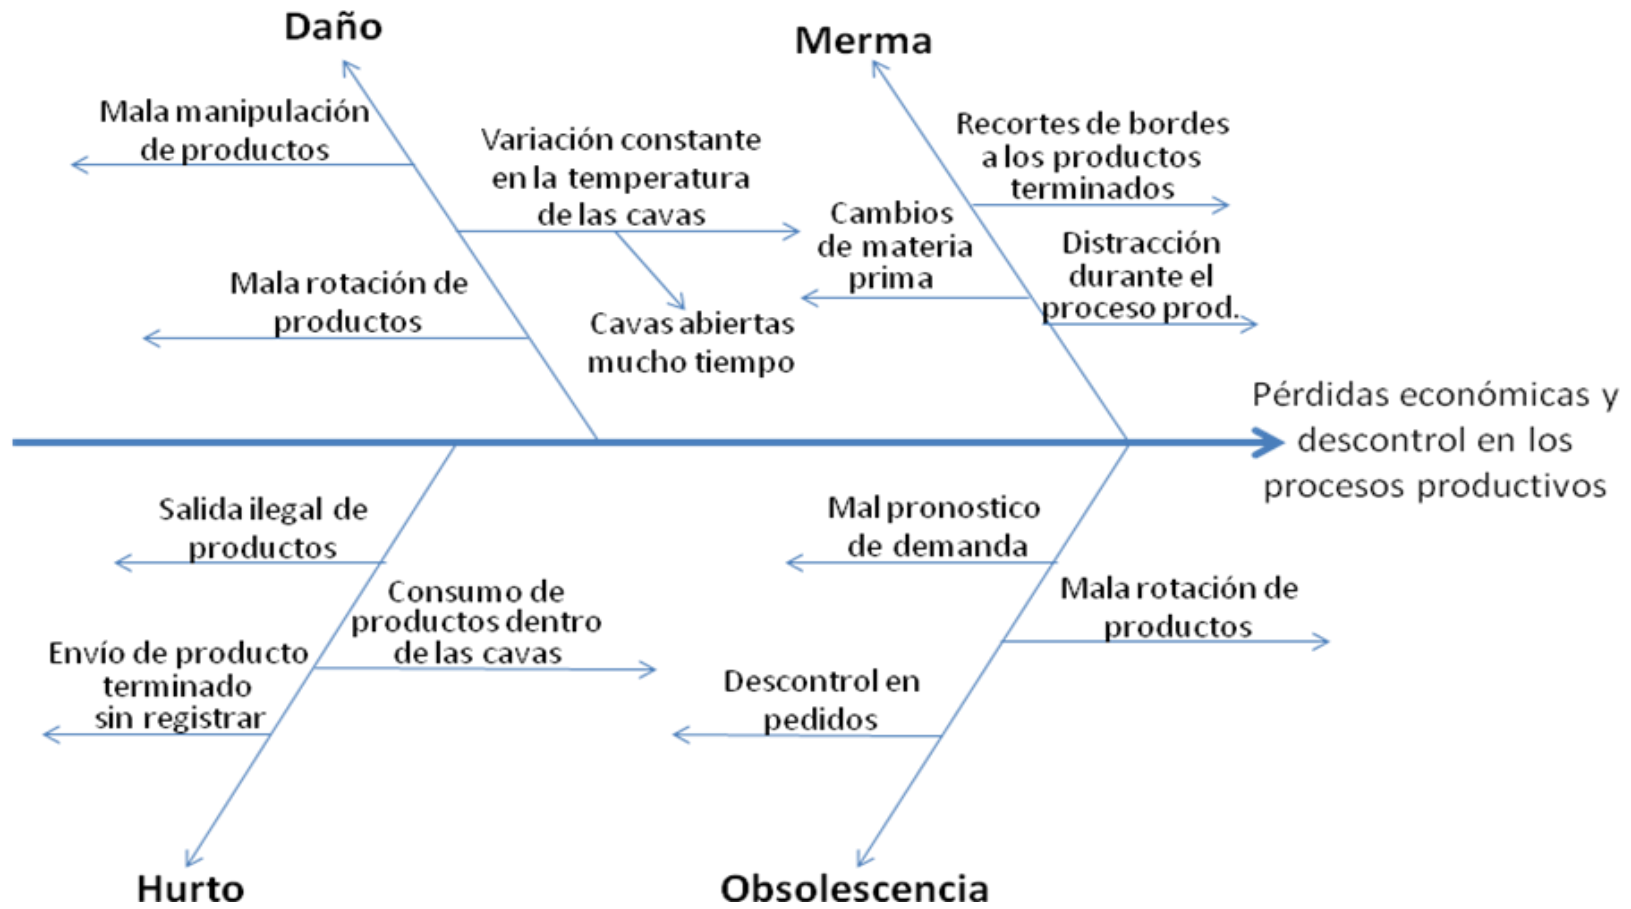 Daño
Mala manipulación
de productos
Variación constante
en la temperatura
de las cavas
Cavas abiertas
mucho tiempo
Mala rotación de
productos
Merma
Recortes de bordes
a los productos
terminados
Cambios
de materia
prima
Distracción
durante el
proceso prod.
Pérdidas económicas y
descontrol en los
procesos productivos
Salida ilegal de
productos
Consumo de
productos dentro
de las cavas
Envío de producto
terminado
sin registrar
Hurto
Mal pronostico
de demanda
Mala rotación de
productos
Descontrol en
pedidos
Obsolescencia